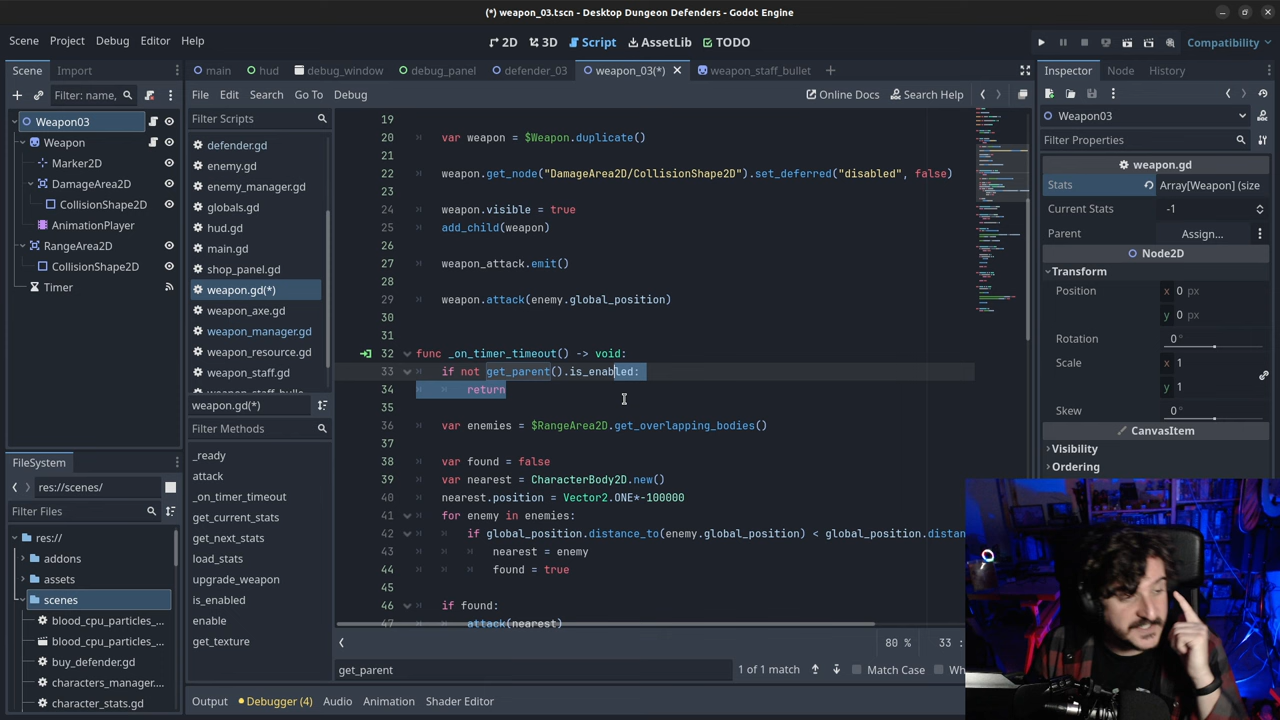 (*) weapon_03.tscn - Desktop Dungeon Defenders - Godot Engine
Scene Project Debug Editor Help
2D 3D Script AssetLib TODO
Compatibility
Scene Import
main hud debug_window debug_panel defender_03 weapon_03(*) weapon_staff_bullet
Inspector Node History
Filter: name,
File Edit Search Go To Debug
Online Docs Search Help
Weapon03
Weapon
Marker2D
DamageArea2D
CollisionShape2D
AnimationPlayer
RangeArea2D
CollisionShape2D
Timer
Filter Scripts
defender.gd
enemy.gd
enemy_manager.gd
globals.gd
hud.gd
main.gd
shop_panel.gd
weapon.gd(*)
weapon_axe.gd
weapon_manager.gd
weapon_resource.gd
weapon_staff.gd
weapon.gd(*)
Filter Methods
_ready
attack
_on_timer_timeout
get_current_stats
get_next_stats
load_stats
upgrade_weapon
is_enabled
enable
get_texture
19
20 var weapon = $Weapon.duplicate()
21
22 weapon.get_node("DamageArea2D/CollisionShape2D").set_deferred("disabled", false)
23
24 weapon.visible = true
25 add_child(weapon)
26
27 weapon_attack.emit()
28
29 weapon.attack(enemy.global_position)
30
31
32 func _on_timer_timeout() -> void:
33 if not get_parent().is_enabled:
34 return
35
36 var enemies = $RangeArea2D.get_overlapping_bodies()
37
38 var found = false
39 var nearest = CharacterBody2D.new()
40 nearest.position = Vector2.ONE*-100000
41 for enemy in enemies:
42 if global_position.distance_to(enemy.global_position) < global_position.distan
43 nearest = enemy
44 found = true
45
46 if found:
47 attack(nearest)
80 % 33 :
get_parent
1 of 1 match
Match Case
Wh
Output Debugger (4) Audio Animation Shader Editor
FileSystem
res://scenes/
Filter Files
res://
addons
assets
scenes
blood_cpu_particles_...
blood_cpu_particles_...
buy_defender.gd
characters_manager....
character_stats.gd
Weapon03
Filter Properties
weapon.gd
Stats Array[Weapon] (size
Current Stats -1
Parent Assign...
Node2D
Transform
Position x 0 px
y 0 px
Rotation 0 °
Scale x 1
y 1
Skew 0 °
CanvasItem
Visibility
Ordering